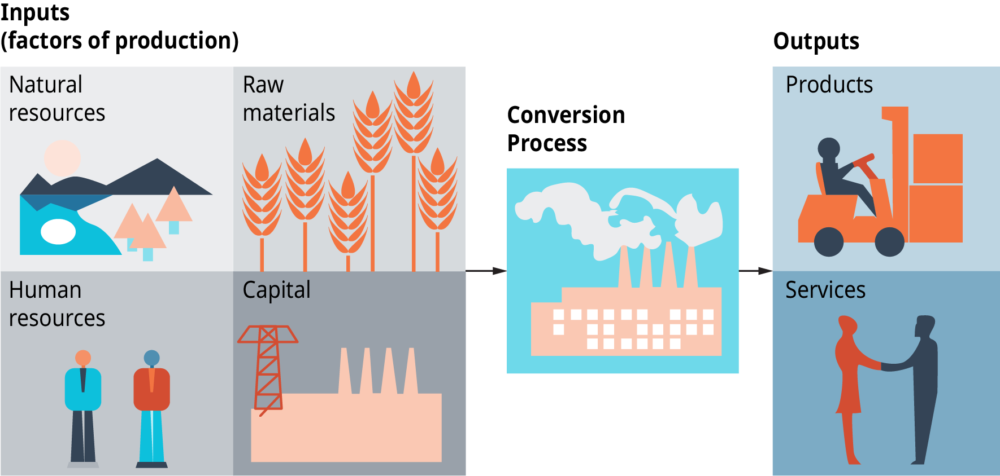 Inputs
(factors of production)
Natural
resources
Raw
materials
Human
resources
Capital
Conversion
Process
Outputs
Products
Services